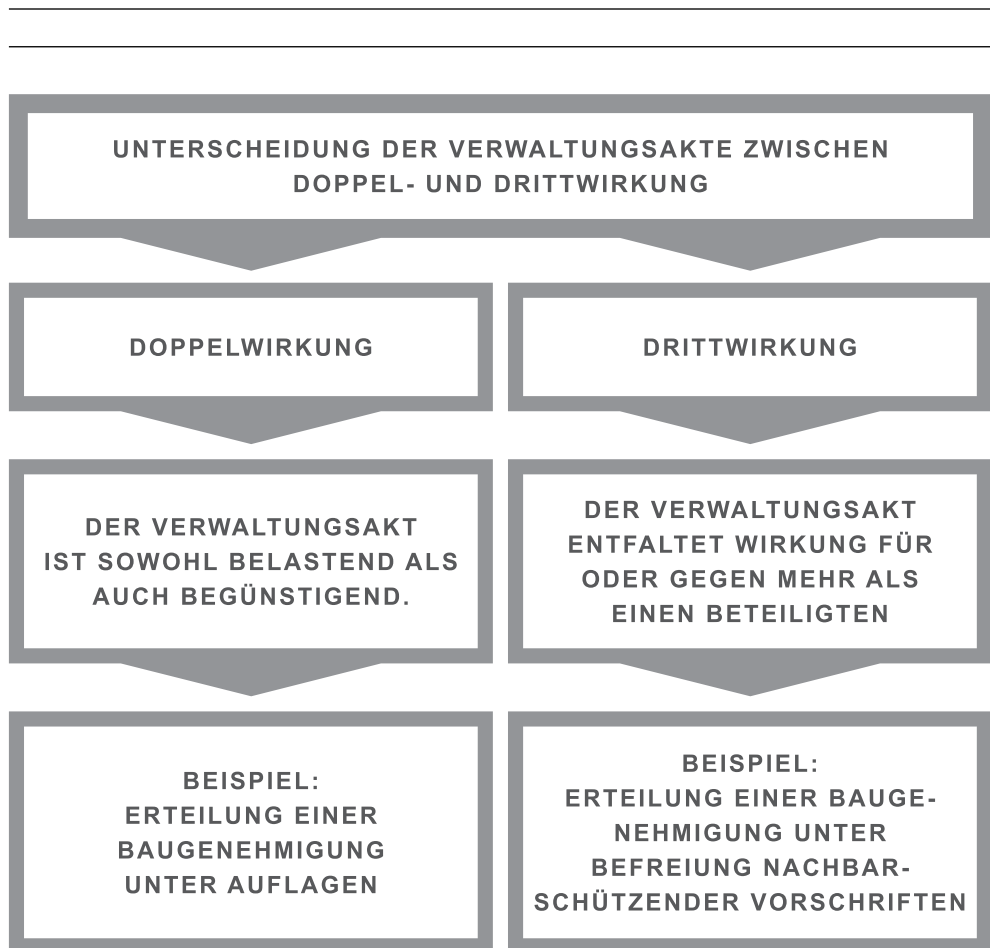 UNTERSCHEIDUNG DER VERWALTUNGSAKTE ZWISCHEN
DOPPEL- UND DRITTWIRKUNG
DOPPELWIRKUNG
DRITTWIRKUNG
DER VERWALTUNGSAKT
IST SOWOHL BELASTEND ALS
AUCH BEGÜNSTIGEND.
DER VERWALTUNGSAKT
ENTFALTET WIRKUNG FÜR
ODER GEGEN MEHR ALS
EINEN BETEILIGTEN
BEISPIEL:
ERTEILUNG EINER
BAUGENEHMIGUNG
UNTER AUFLAGEN
BEISPIEL:
ERTEILUNG EINER BAUGE-
NEHMIGUNG UNTER
BEFREIUNG NACHBAR-
SCHÜTZENDER VORSCHRIFTEN